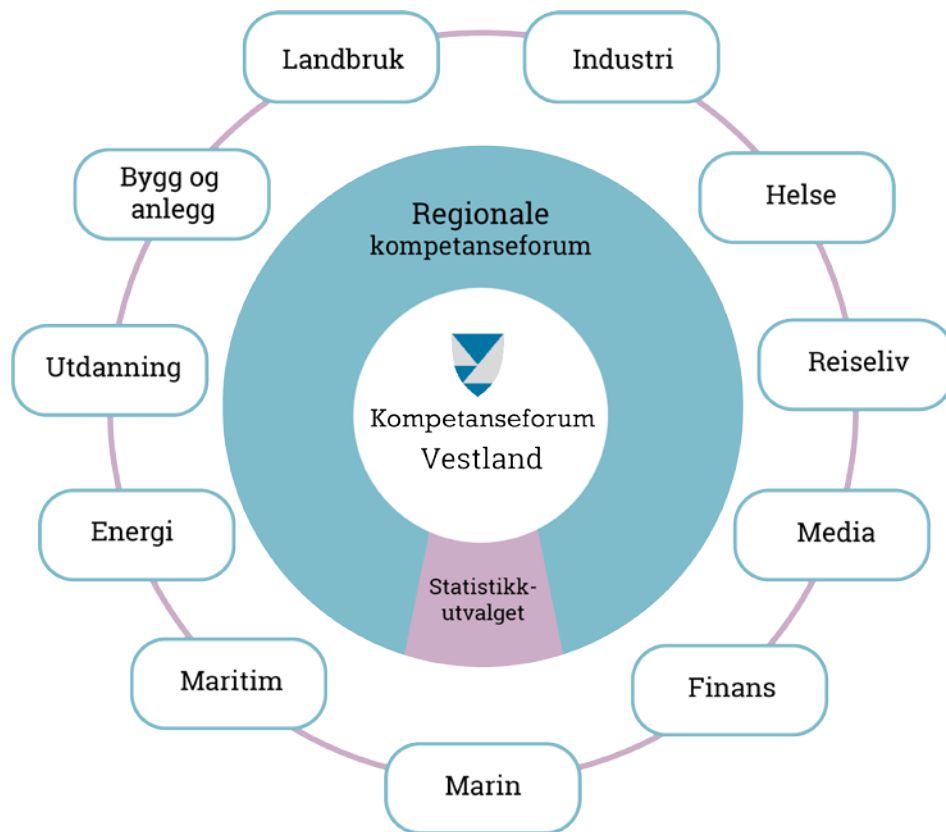 Landbruk
Industri
Bygg og
anlegg
Helse
Regionale
kompetanseforum
Utdanning
Reiseliv
Kompetanseforum
Vestland
Energi
Media
Statistikk-
utvalget
Maritim
Finans
Marin